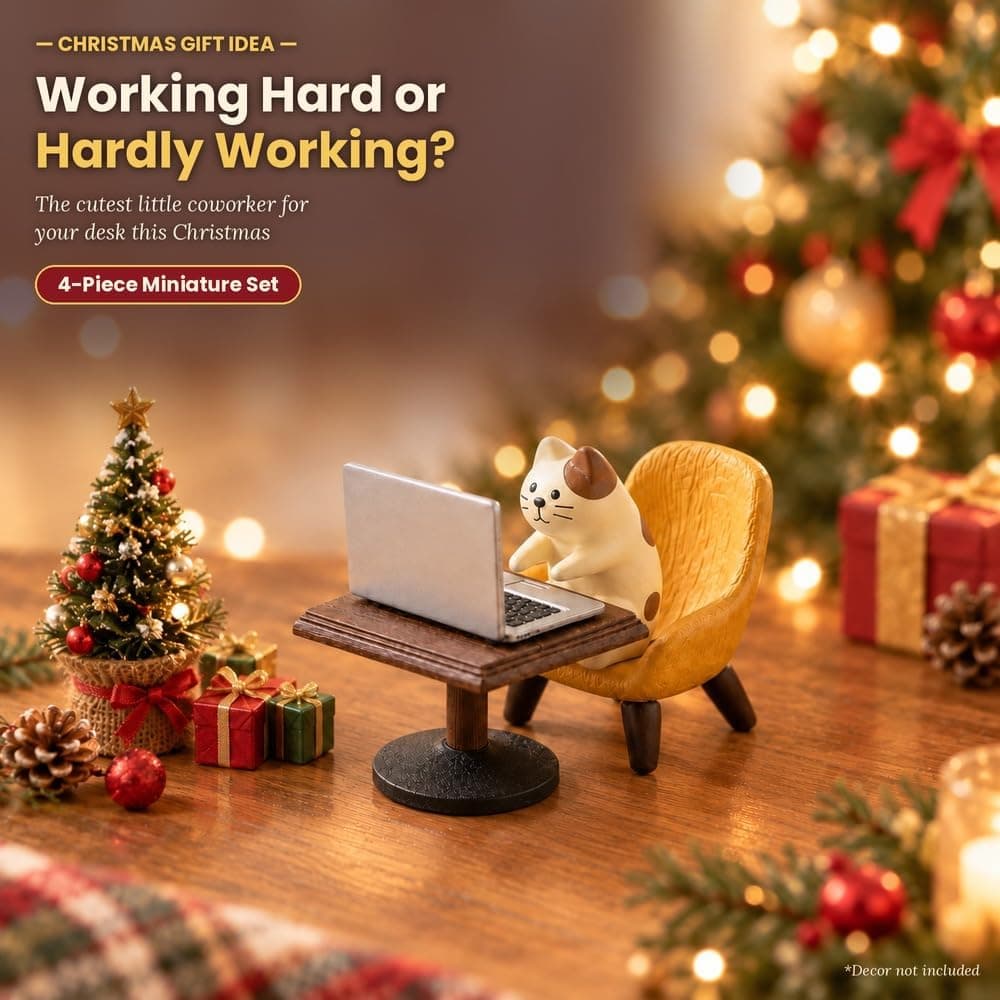 — CHRISTMAS GIFT IDEA —
Working Hard or
Hardly Working?
The cutest little coworker for
your desk this Christmas
4-Piece Miniature Set
*Decor not included